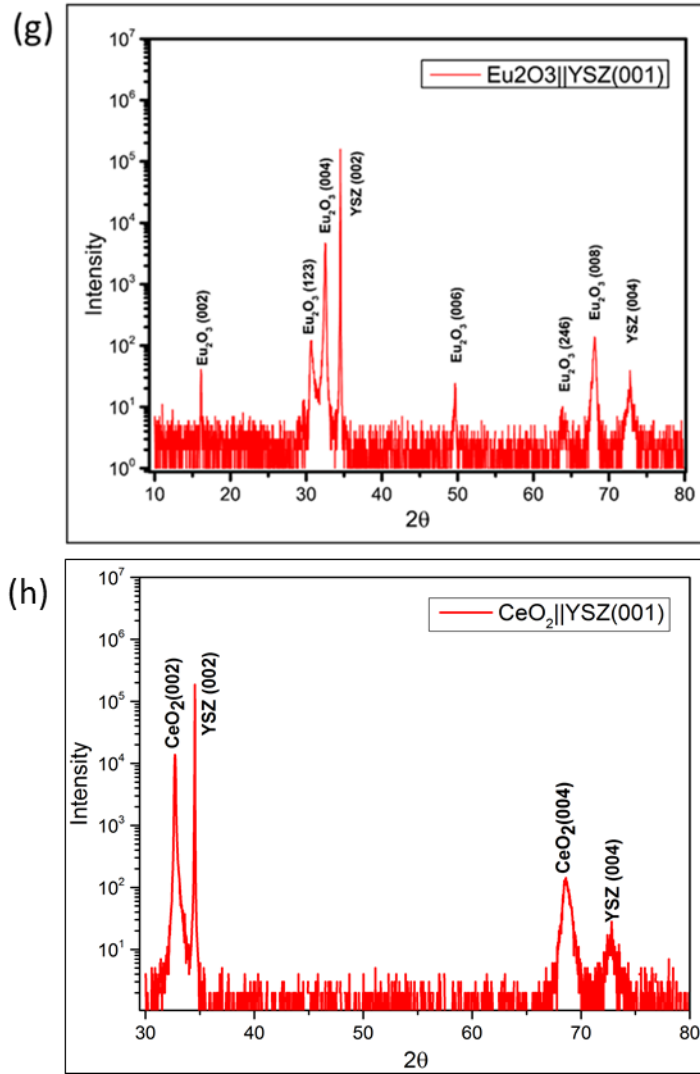 (g)
10⁷
10⁶
10⁵
10⁴
10³
10²
10¹
10⁰
Intensity
Eu2O3||YSZ(001)
Eu₂O₃ (002)
Eu₂O₃ (123)
Eu₂O₃ (004)
YSZ (002)
Eu₂O₃ (006)
Eu₂O₃ (246)
Eu₂O₃ (008)
YSZ (004)
10 20 30 40 50 60 70 80
2θ
(h)
10⁷
10⁶
10⁵
10⁴
10³
10²
10¹
Intensity
CeO₂||YSZ(001)
CeO₂(002)
YSZ (002)
CeO₂(004)
YSZ (004)
30 40 50 60 70 80
2θ